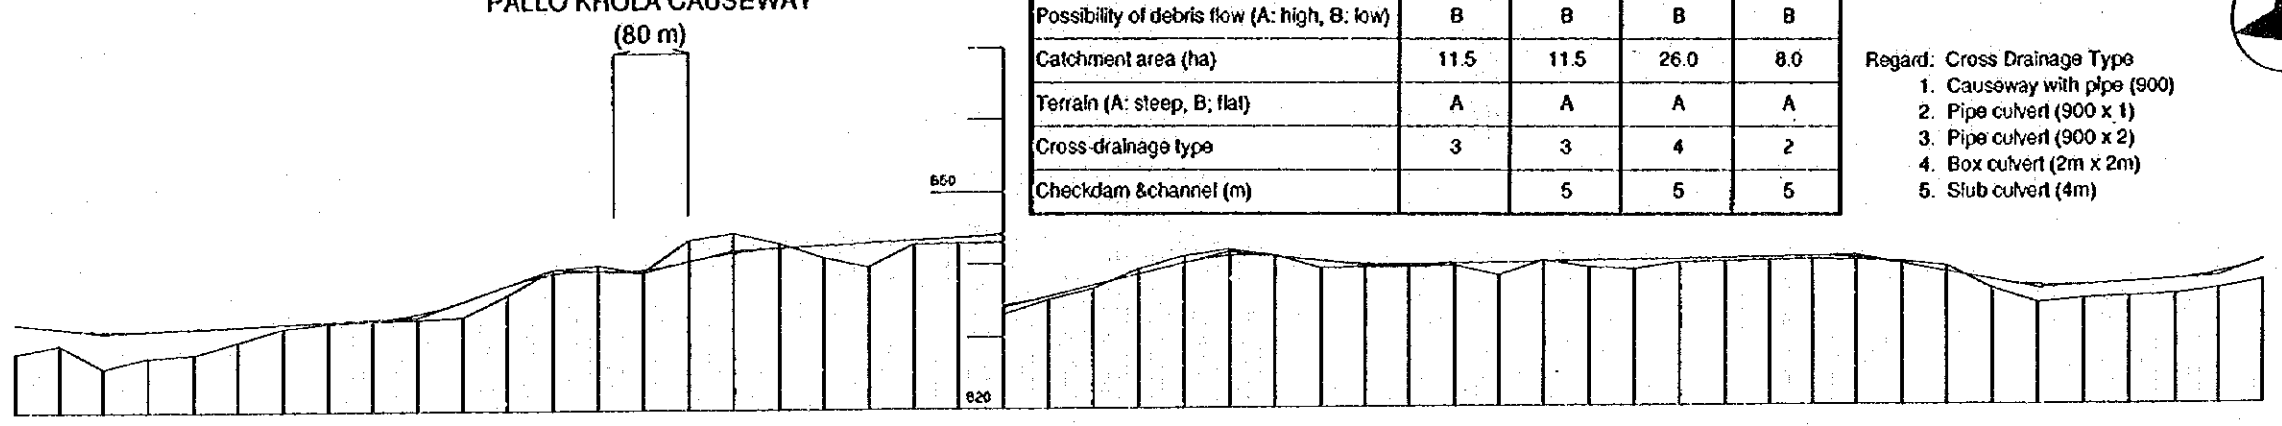 PALLO KHOLA CAUSEWAY
(80 m)
650
620
Possibility of debris flow (A: high, B: low) B B B B
Catchment area (ha) 11.5 11.5 26.0 8.0
Terrain (A: steep, B; flat) A A A A
Cross-drainage type 3 3 4 2
Checkdam &channel (m) 5 5 5
Regard: Cross Drainage Type
1. Causeway with pipe (900)
2. Pipe culvert (900 x 1)
3. Pipe culvert (900 x 2)
4. Box culvert (2m x 2m)
5. Slub culvert (4m)